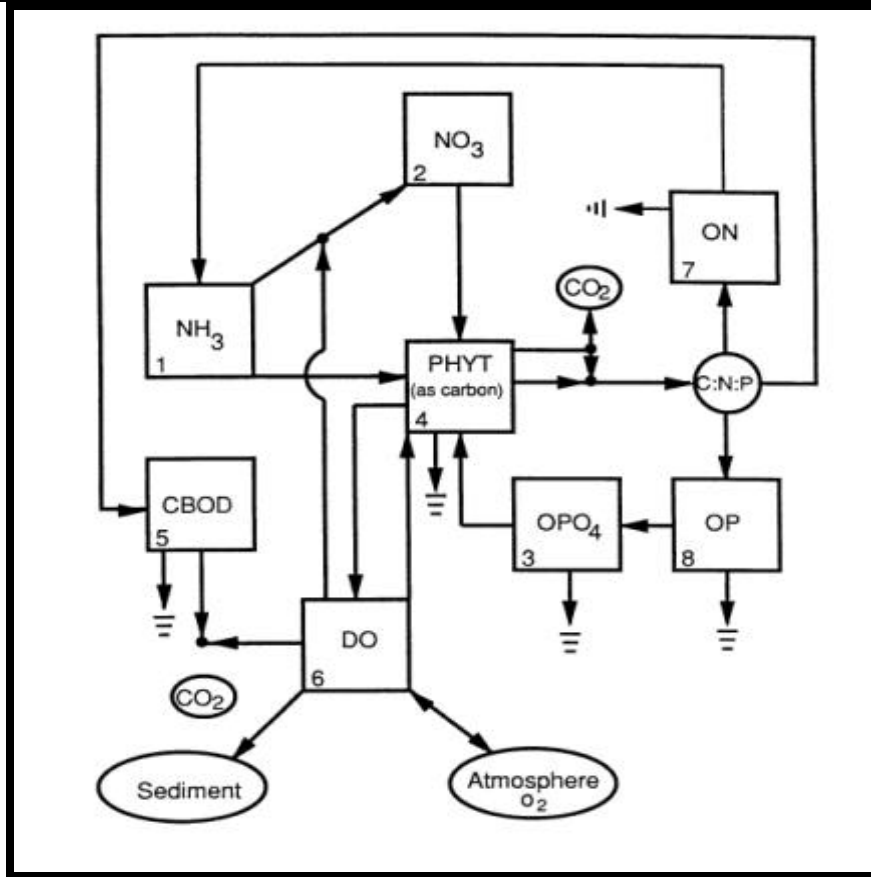 NO3
2
ON
7
CO2
NH3
1
PHYT
(as carbon)
4
C:N:P
CBOD
5
OPO4
3
OP
8
DO
6
CO2
Sediment
Atmosphere
O2